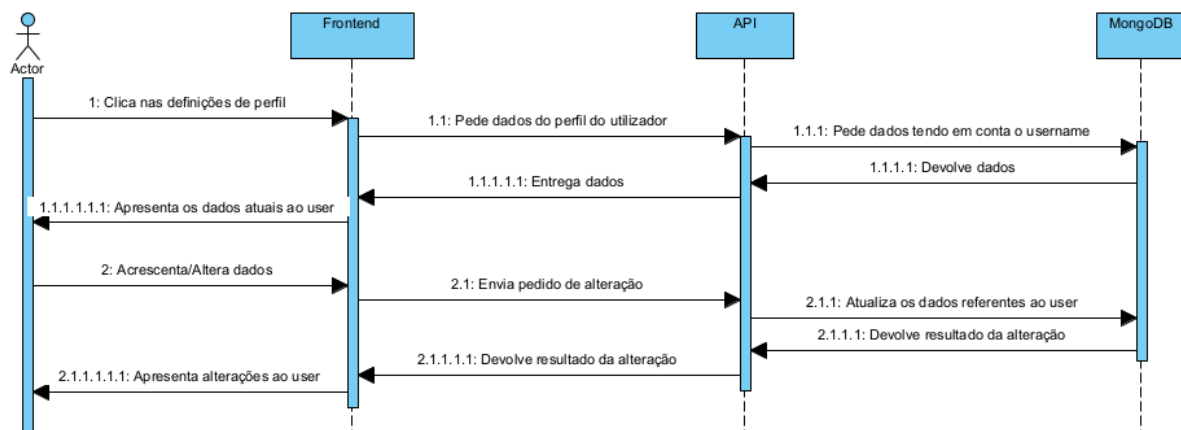 Frontend
API
MongoDB
Actor
1: Clica nas definições de perfil
1.1: Pede dados do perfil do utilizador
1.1.1: Pede dados tendo em conta o username
1.1.1.1: Devolve dados
1.1.1.1.1: Entrega dados
1.1.1.1.1.1: Apresenta os dados atuais ao user
2: Acrescenta/Altera dados
2.1: Envia pedido de alteração
2.1.1: Atualiza os dados referentes ao user
2.1.1.1: Devolve resultado da alteração
2.1.1.1.1: Devolve resultado da alteração
2.1.1.1.1.1: Apresenta alterações ao user